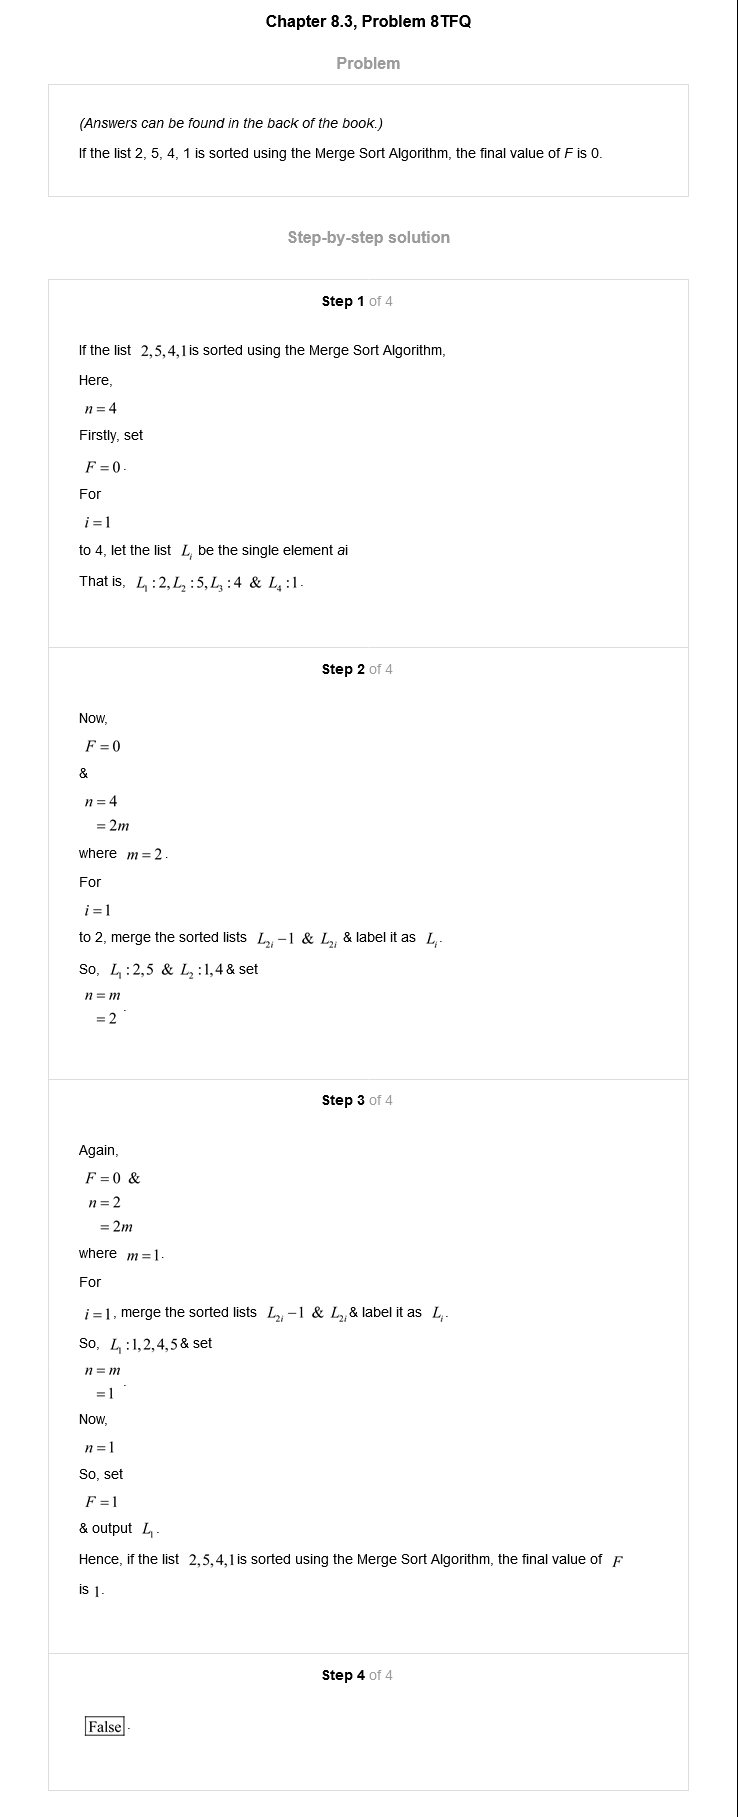 Chapter 8.3, Problem 8TFQ
Problem
(Answers can be found in the back of the book.)
If the list 2, 5, 4, 1 is sorted using the Merge Sort Algorithm, the final value of F is 0.
Step-by-step solution
Step 1 of 4
If the list 2,5,4,1 is sorted using the Merge Sort Algorithm,
Here,
n = 4
Firstly, set
F = 0.
For
i = 1
to 4, let the list L_i be the single element ai
That is, L_1 : 2, L_2 : 5, L_3 : 4 & L_4 : 1.
Step 2 of 4
Now,
F = 0
&
n = 4
= 2m
where m = 2.
For
i = 1
to 2, merge the sorted lists L_{2i} − 1 & L_{2i} & label it as L_i.
So, L_1 : 2,5 & L_2 : 1,4 & set
n = m
= 2.
Step 3 of 4
Again,
F = 0 &
n = 2
= 2m
where m = 1.
For
i = 1, merge the sorted lists L_{2i} − 1 & L_{2i} & label it as L_i.
So, L_1 : 1,2,4,5 & set
n = m
= 1.
Now,
n = 1
So, set
F = 1
& output L_1.
Hence, if the list 2,5,4,1 is sorted using the Merge Sort Algorithm, the final value of F
is 1.
Step 4 of 4
False.